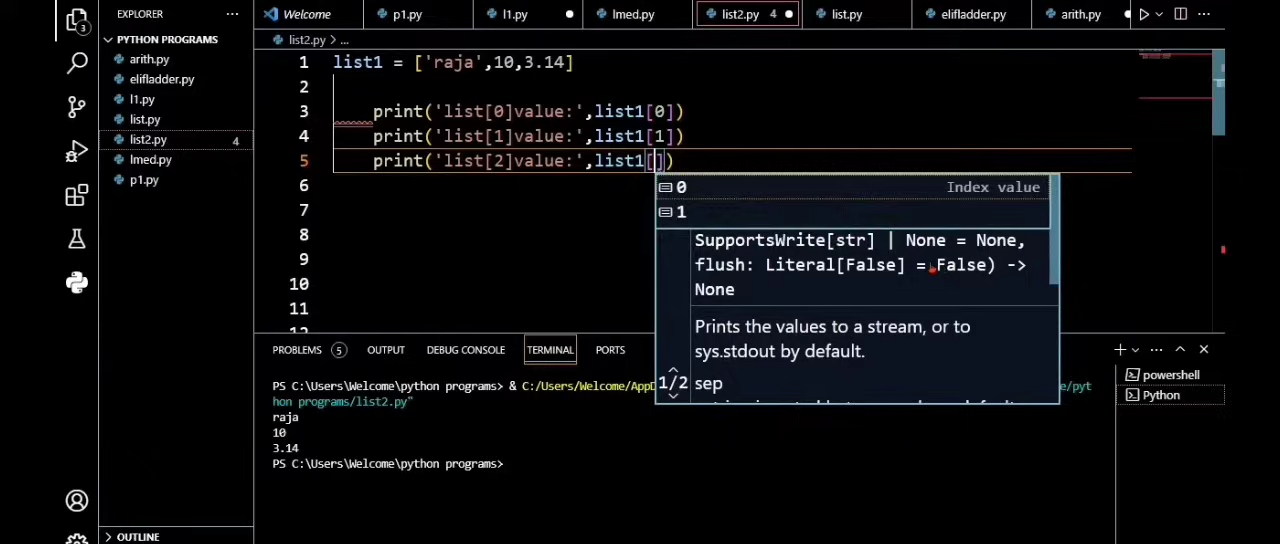 EXPLORER ...
Welcome p1.py l1.py lmed.py list2.py 4 list.py elifladder.py arith.py ...
3
PYTHON PROGRAMS
arith.py
elifladder.py
l1.py
list.py
list2.py 4
lmed.py
p1.py
OUTLINE
list2.py > ...
1 list1 = ['raja',10,3.14]
2
3 print('list[0]value:',list1[0])
4 print('list[1]value:',list1[1])
5 print('list[2]value:',list1[])
6
7
8
9
10
11
12
0 Index value
1
SupportsWrite[str] | None = None,
flush: Literal[False] = False) ->
None
Prints the values to a stream, or to
sys.stdout by default.
1/2 sep
PROBLEMS 5 OUTPUT DEBUG CONSOLE TERMINAL PORTS
PS C:\Users\Welcome\python programs> & C:/Users/Welcome/AppD e/pyt
hon programs/list2.py"
raja
10
3.14
PS C:\Users\Welcome\python programs>
powershell
Python